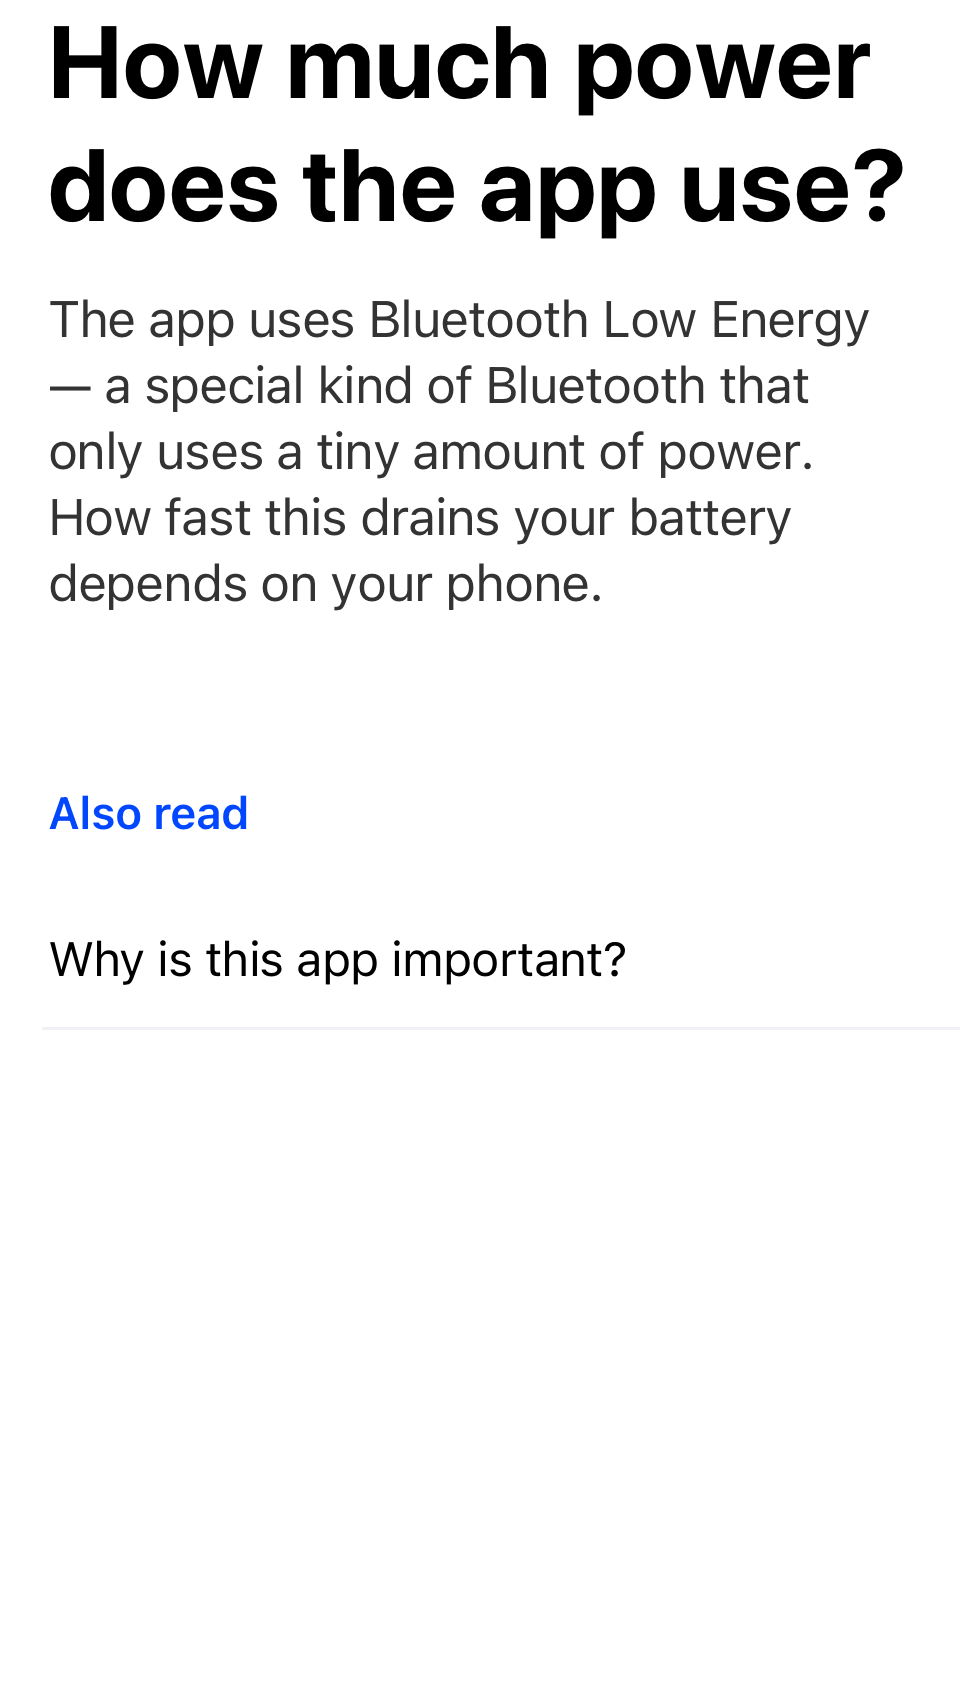 How much power
does the app use?
The app uses Bluetooth Low Energy
— a special kind of Bluetooth that
only uses a tiny amount of power.
How fast this drains your battery
depends on your phone.
Also read
Why is this app important?